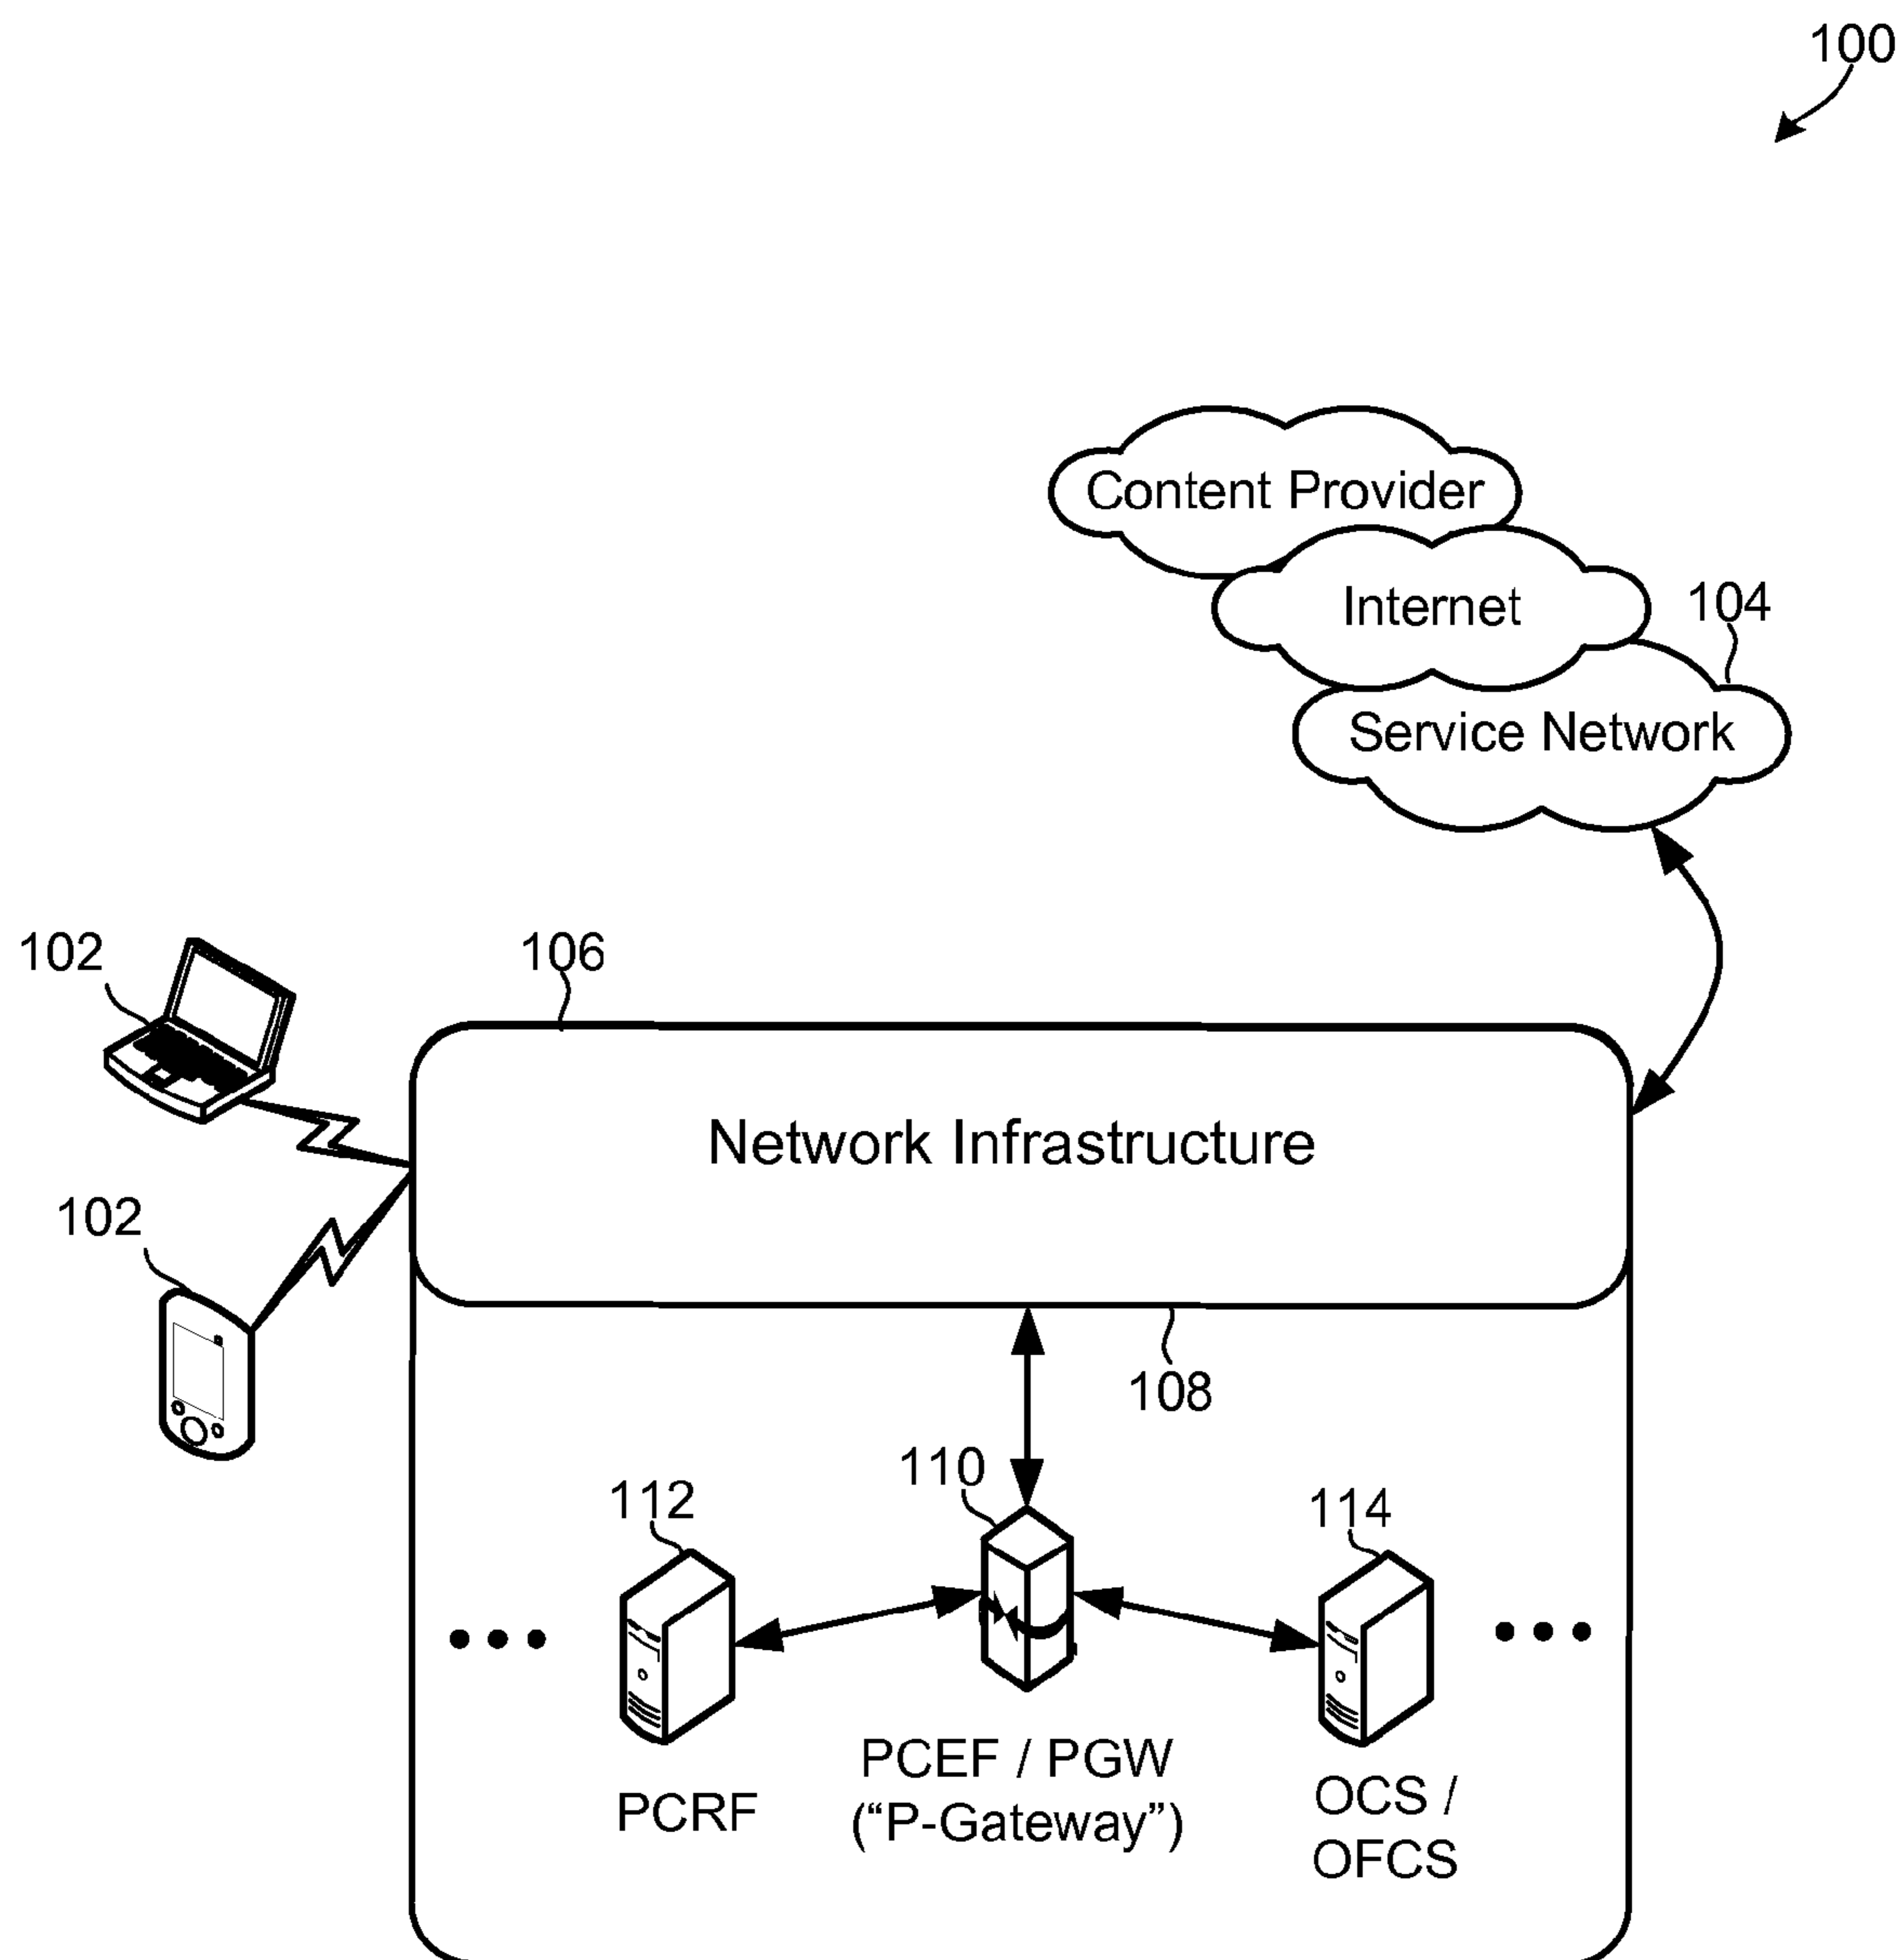 100
Content Provider
Internet
104
Service Network
102
106
Network Infrastructure
102
108
110
112
114
PCEF / PGW
("P-Gateway")
PCRF
OCS /
OFCS